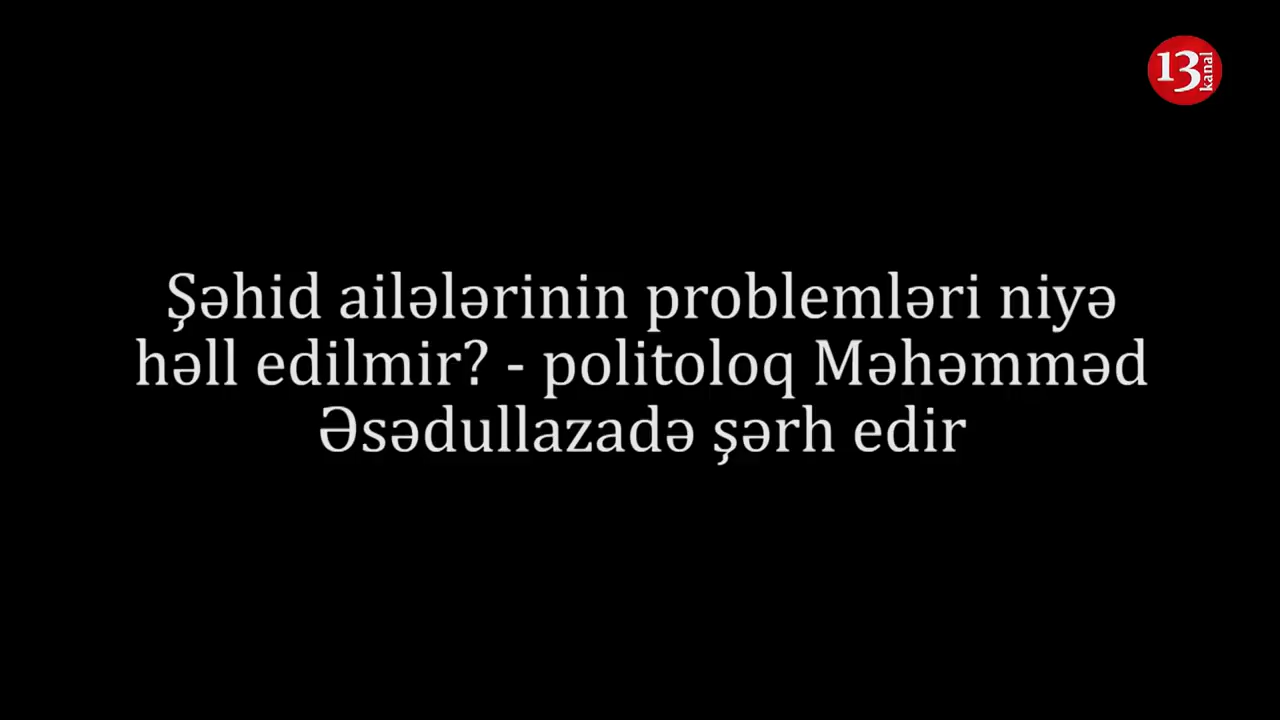 13 kanal
Şəhid ailələrinin problemləri niyə
həll edilmir? - politoloq Məhəmməd
Əsədullazadə şərh edir